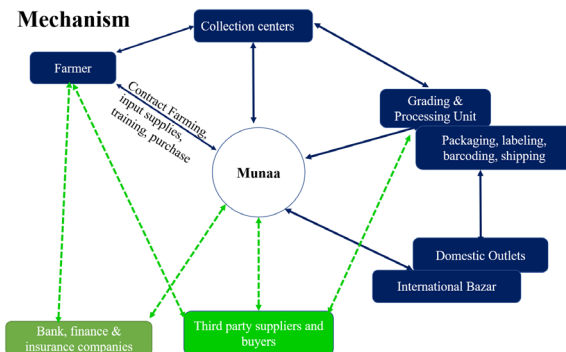 Mechanism
Collection centers
Farmer
Contract Farming,
input supplies,
training, purchase
Grading &
Processing Unit
Packaging, labeling,
barcoding, shipping
Munaa
Domestic Outlets
International Bazar
Bank, finance &
insurance companies
Third party suppliers and
buyers